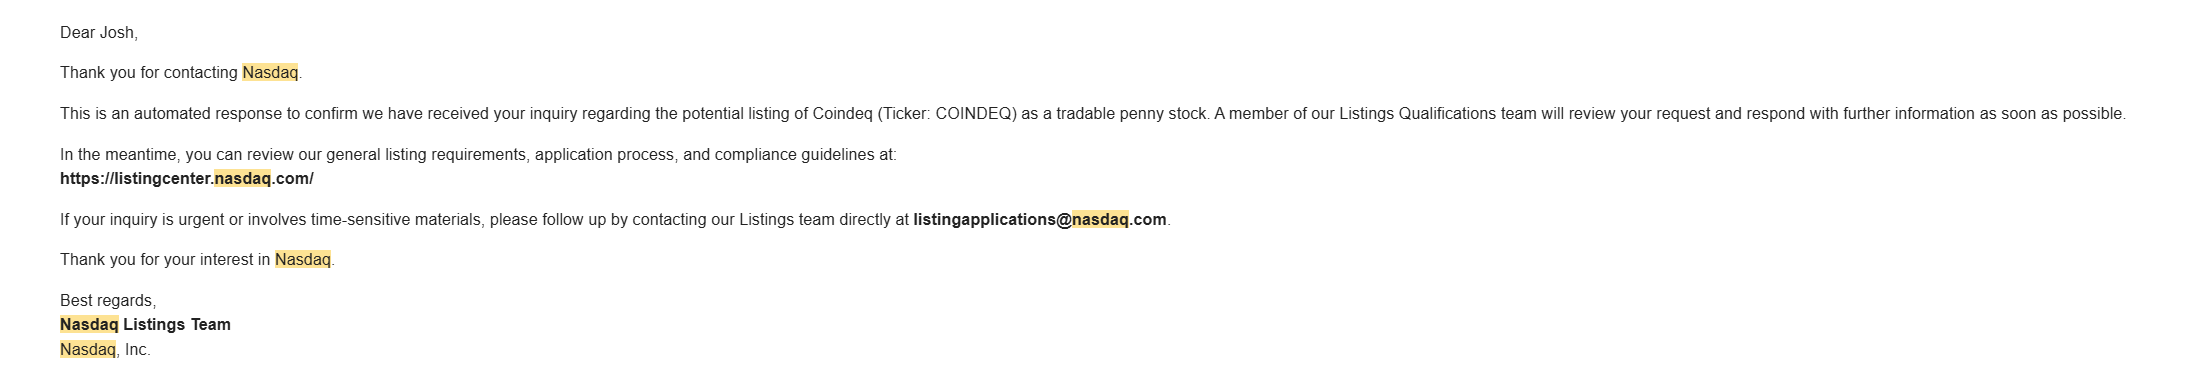 Dear Josh,
Thank you for contacting Nasdaq.
This is an automated response to confirm we have received your inquiry regarding the potential listing of Coindeq (Ticker: COINDEQ) as a tradable penny stock. A member of our Listings Qualifications team will review your request and respond with further information as soon as possible.
In the meantime, you can review our general listing requirements, application process, and compliance guidelines at:
https://listingcenter.nasdaq.com/
If your inquiry is urgent or involves time-sensitive materials, please follow up by contacting our Listings team directly at listingapplications@nasdaq.com.
Thank you for your interest in Nasdaq.
Best regards,
Nasdaq Listings Team
Nasdaq, Inc.